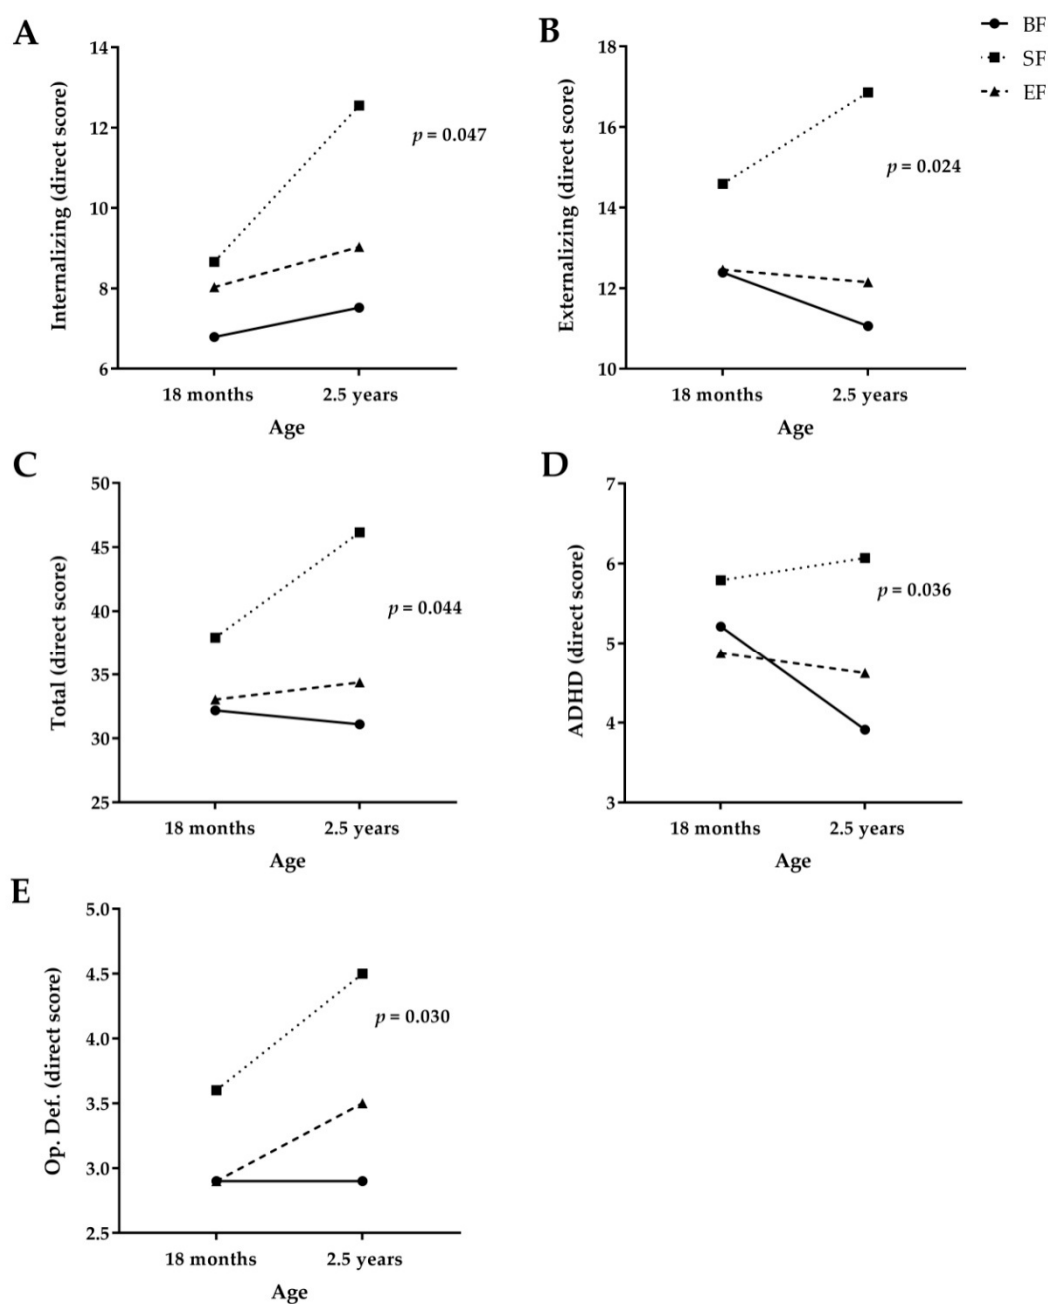 A
Internalizing (direct score)
14
12
10
8
6
p = 0.047
18 months
2.5 years
Age
B
Externalizing (direct score)
18
16
14
12
10
p = 0.024
18 months
2.5 years
Age
BF
SF
EF
C
Total (direct score)
50
45
40
35
30
25
p = 0.044
18 months
2.5 years
Age
D
ADHD (direct score)
7
6
5
4
3
p = 0.036
18 months
2.5 years
Age
E
Op. Def. (direct score)
5.0
4.5
4.0
3.5
3.0
2.5
p = 0.030
18 months
2.5 years
Age